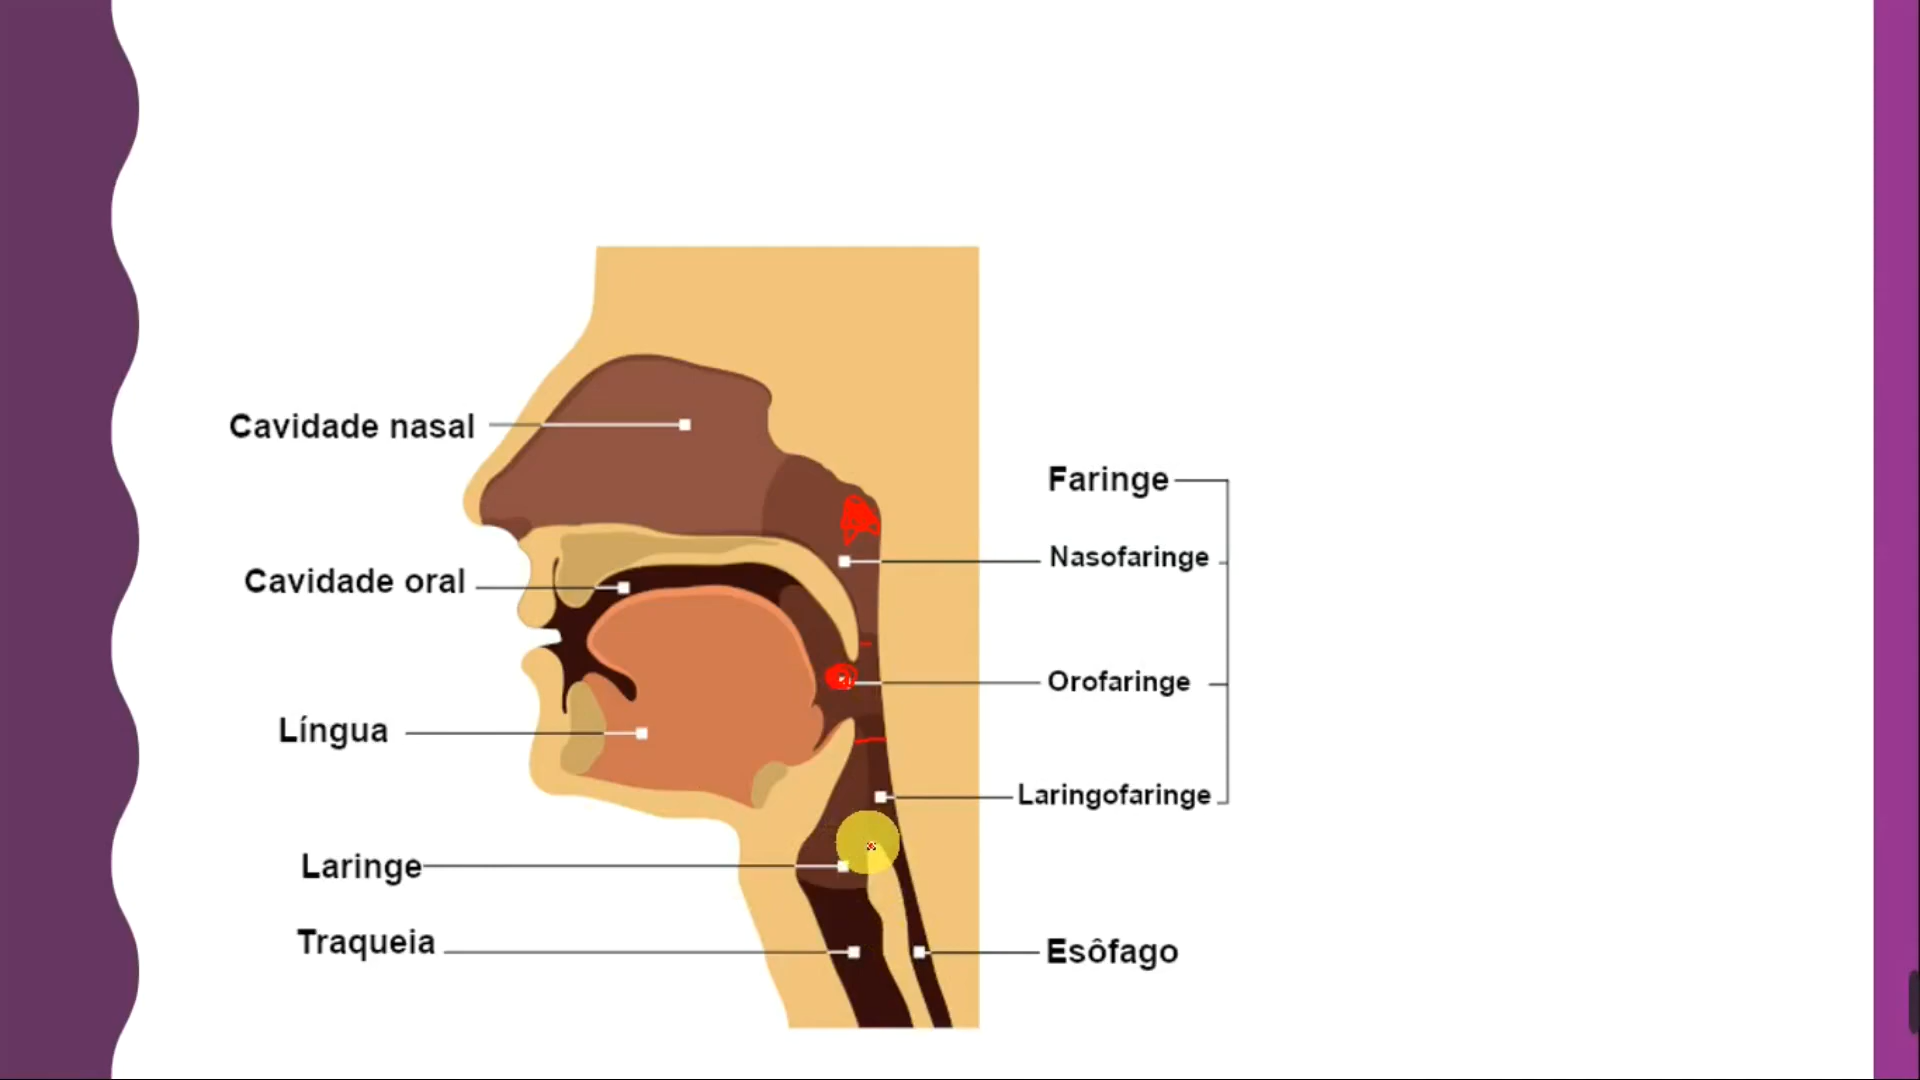 Cavidade nasal
Cavidade oral
Língua
Laringe
Traqueia
Faringe
Nasofaringe
Orofaringe
Laringofaringe
Esôfago